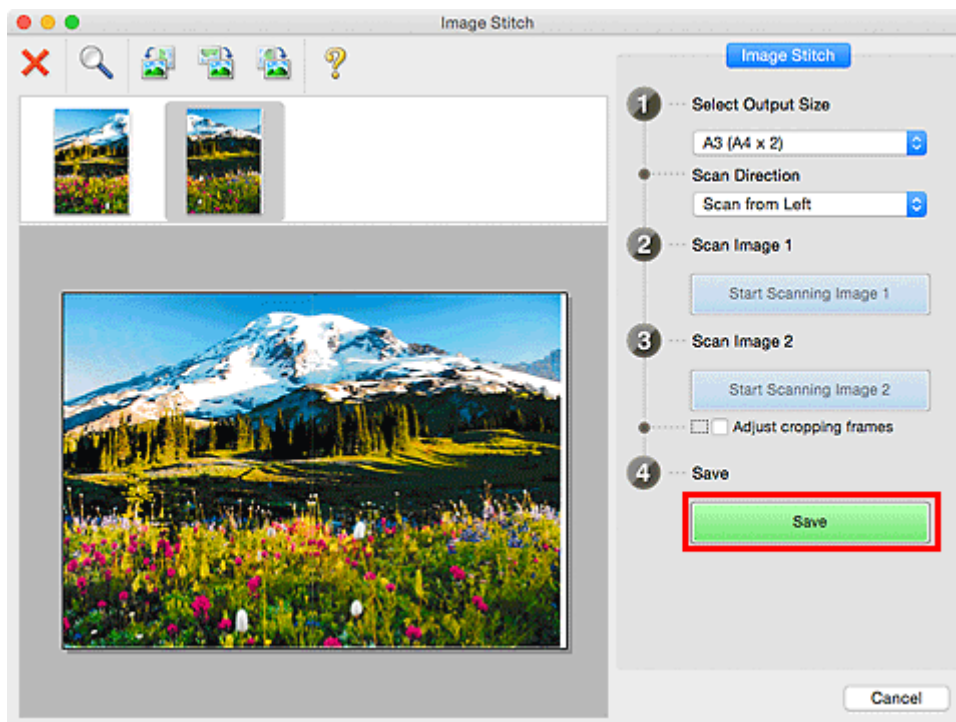 Image Stitch
Image Stitch
1 Select Output Size
A3 (A4 x 2)
Scan Direction
Scan from Left
2 Scan Image 1
Start Scanning Image 1
3 Scan Image 2
Start Scanning Image 2
Adjust cropping frames
4 Save
Save
Cancel